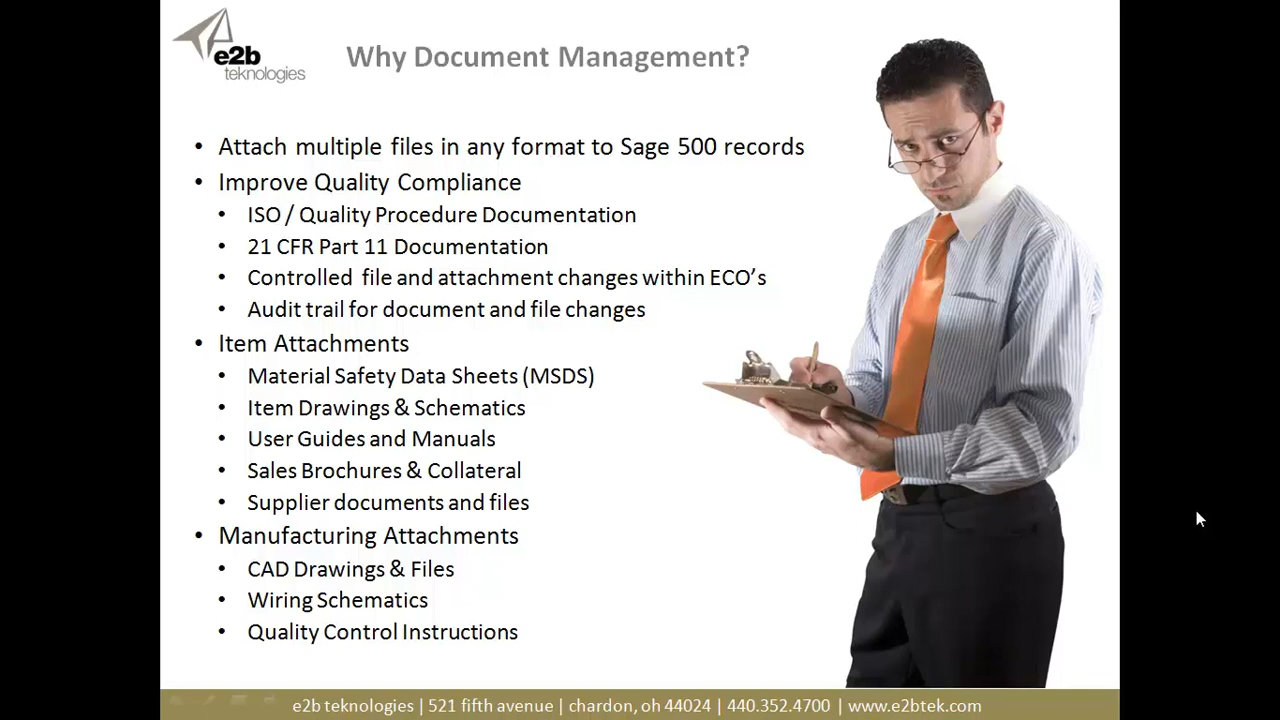 e2b
teknologies
Why Document Management?
• Attach multiple files in any format to Sage 500 records
• Improve Quality Compliance
• ISO / Quality Procedure Documentation
• 21 CFR Part 11 Documentation
• Controlled file and attachment changes within ECO's
• Audit trail for document and file changes
• Item Attachments
• Material Safety Data Sheets (MSDS)
• Item Drawings & Schematics
• User Guides and Manuals
• Sales Brochures & Collateral
• Supplier documents and files
• Manufacturing Attachments
• CAD Drawings & Files
• Wiring Schematics
• Quality Control Instructions
e2b teknologies | 521 fifth avenue | chardon, oh 44024 | 440.352.4700 | www.e2btek.com